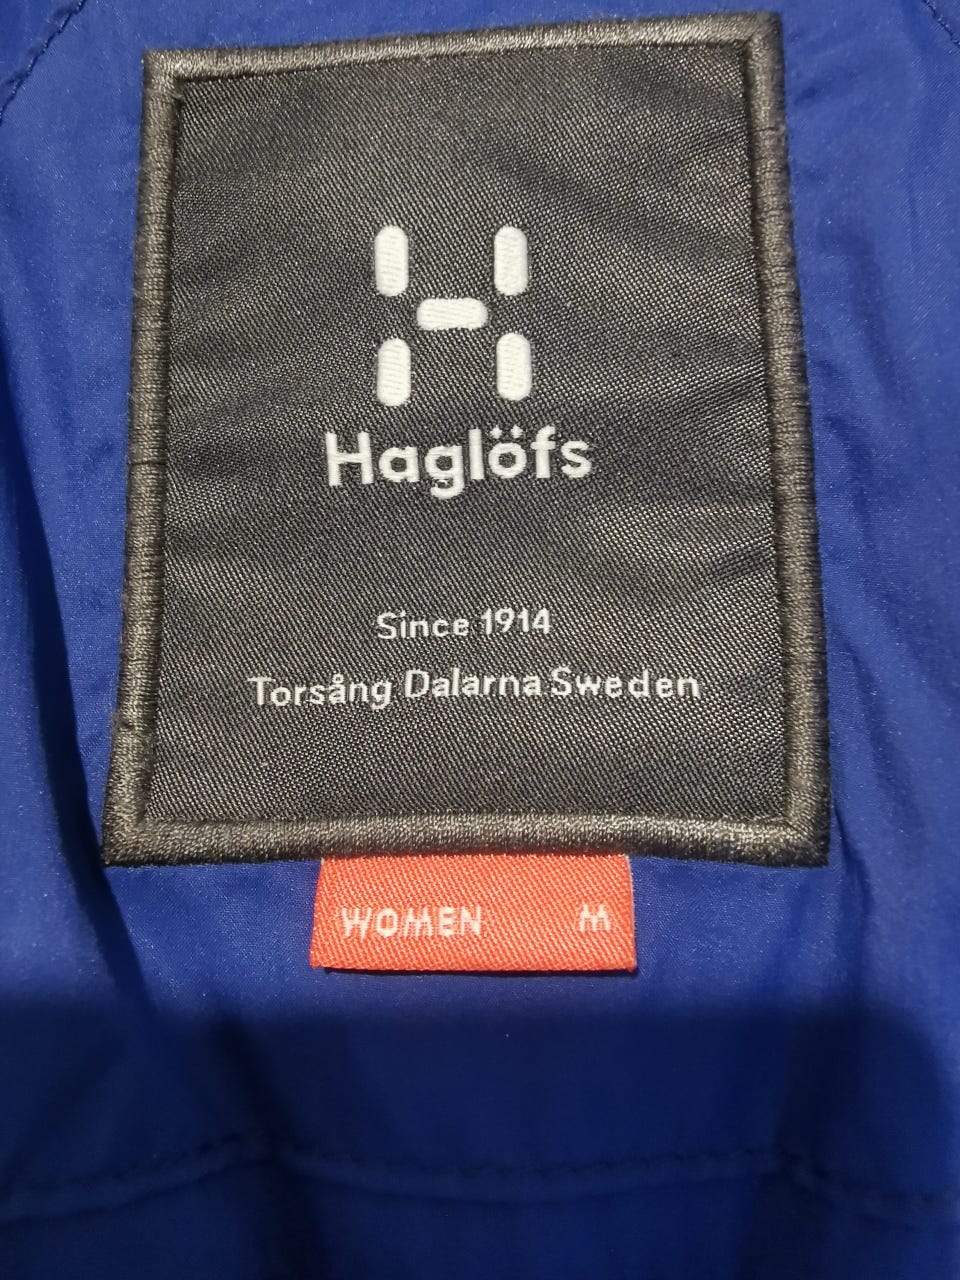 Haglöfs
Since 1914
Torsång Dalarna Sweden
WOMEN M